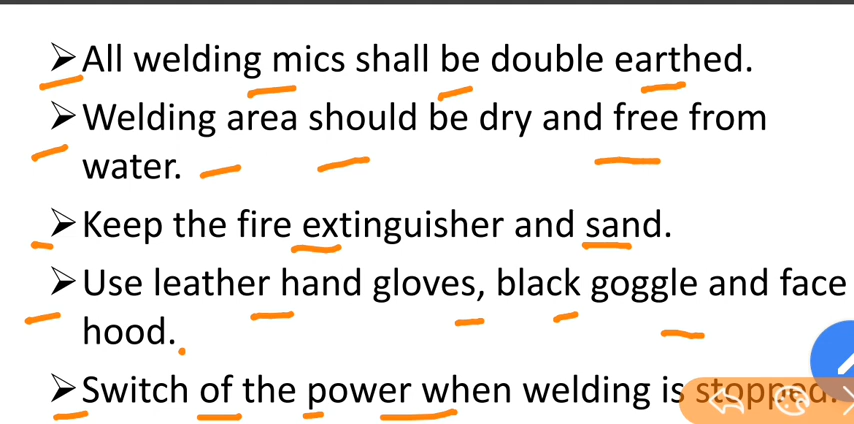 ➢All welding mics shall be double earthed.
➢Welding area should be dry and free from
water.
➢Keep the fire extinguisher and sand.
➢Use leather hand gloves, black goggle and face
hood.
➢Switch of the power when welding is stopped.